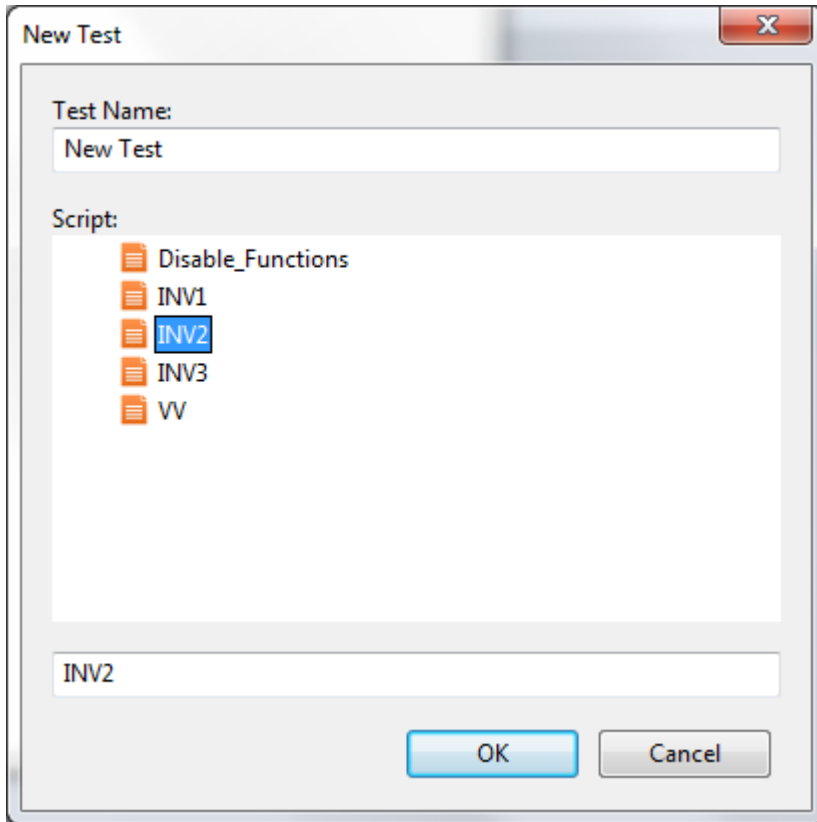 New Test
Test Name:
New Test
Script:
Disable_Functions
INV1
INV2
INV3
VV
INV2
OK Cancel